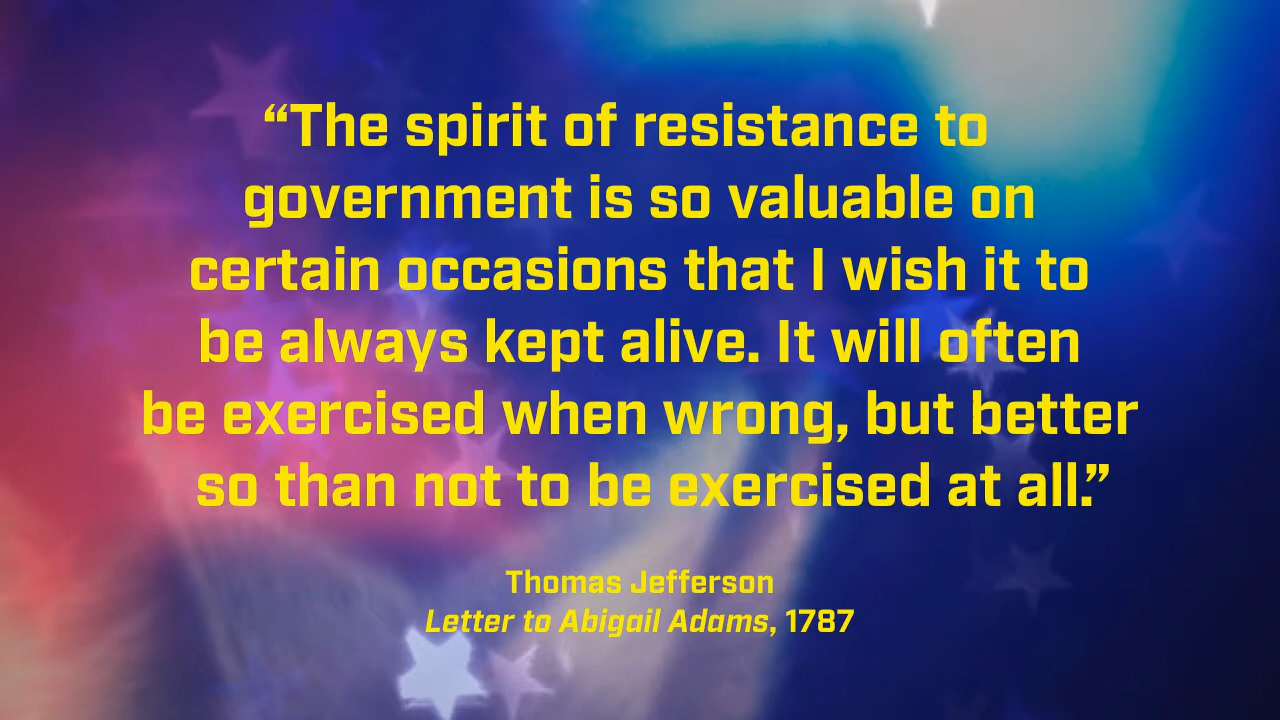 “The spirit of resistance to
government is so valuable on
certain occasions that I wish it to
be always kept alive. It will often
be exercised when wrong, but better
so than not to be exercised at all.”
Thomas Jefferson
Letter to Abigail Adams, 1787